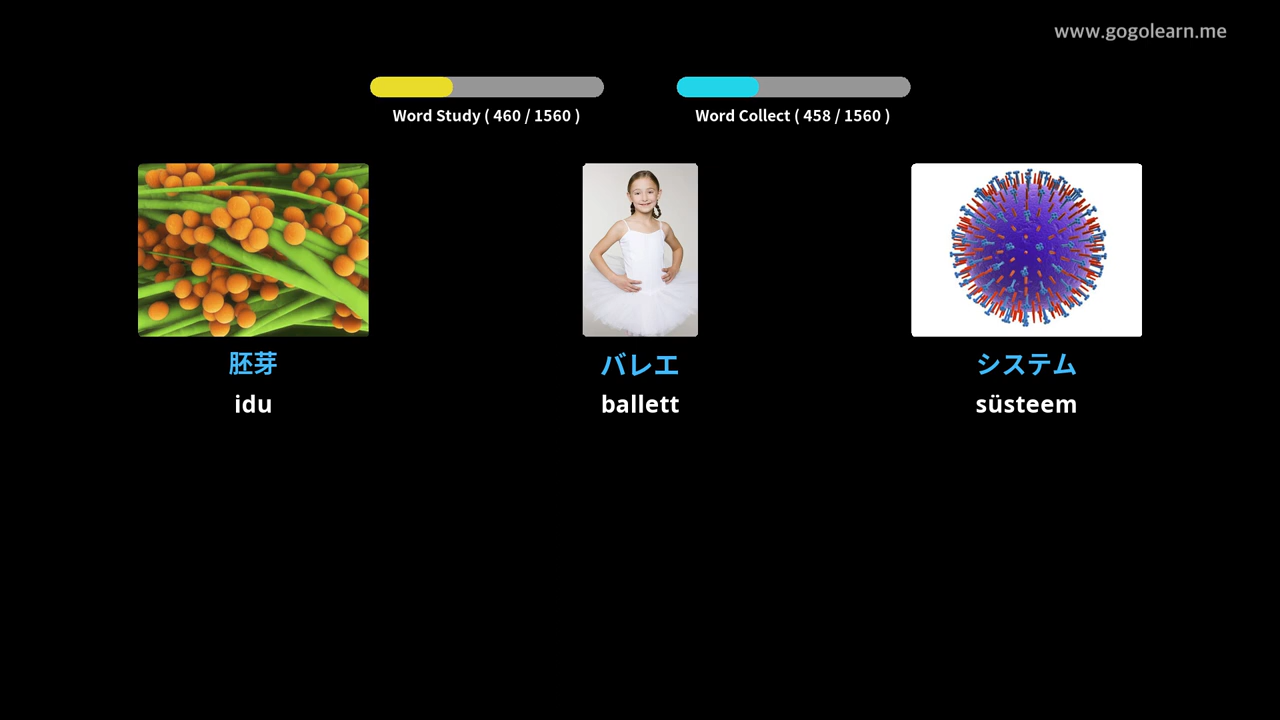 www.gogolearn.me
Word Study ( 460 / 1560 )
Word Collect ( 458 / 1560 )
胚芽
バレエ
システム
idu
ballett
süsteem